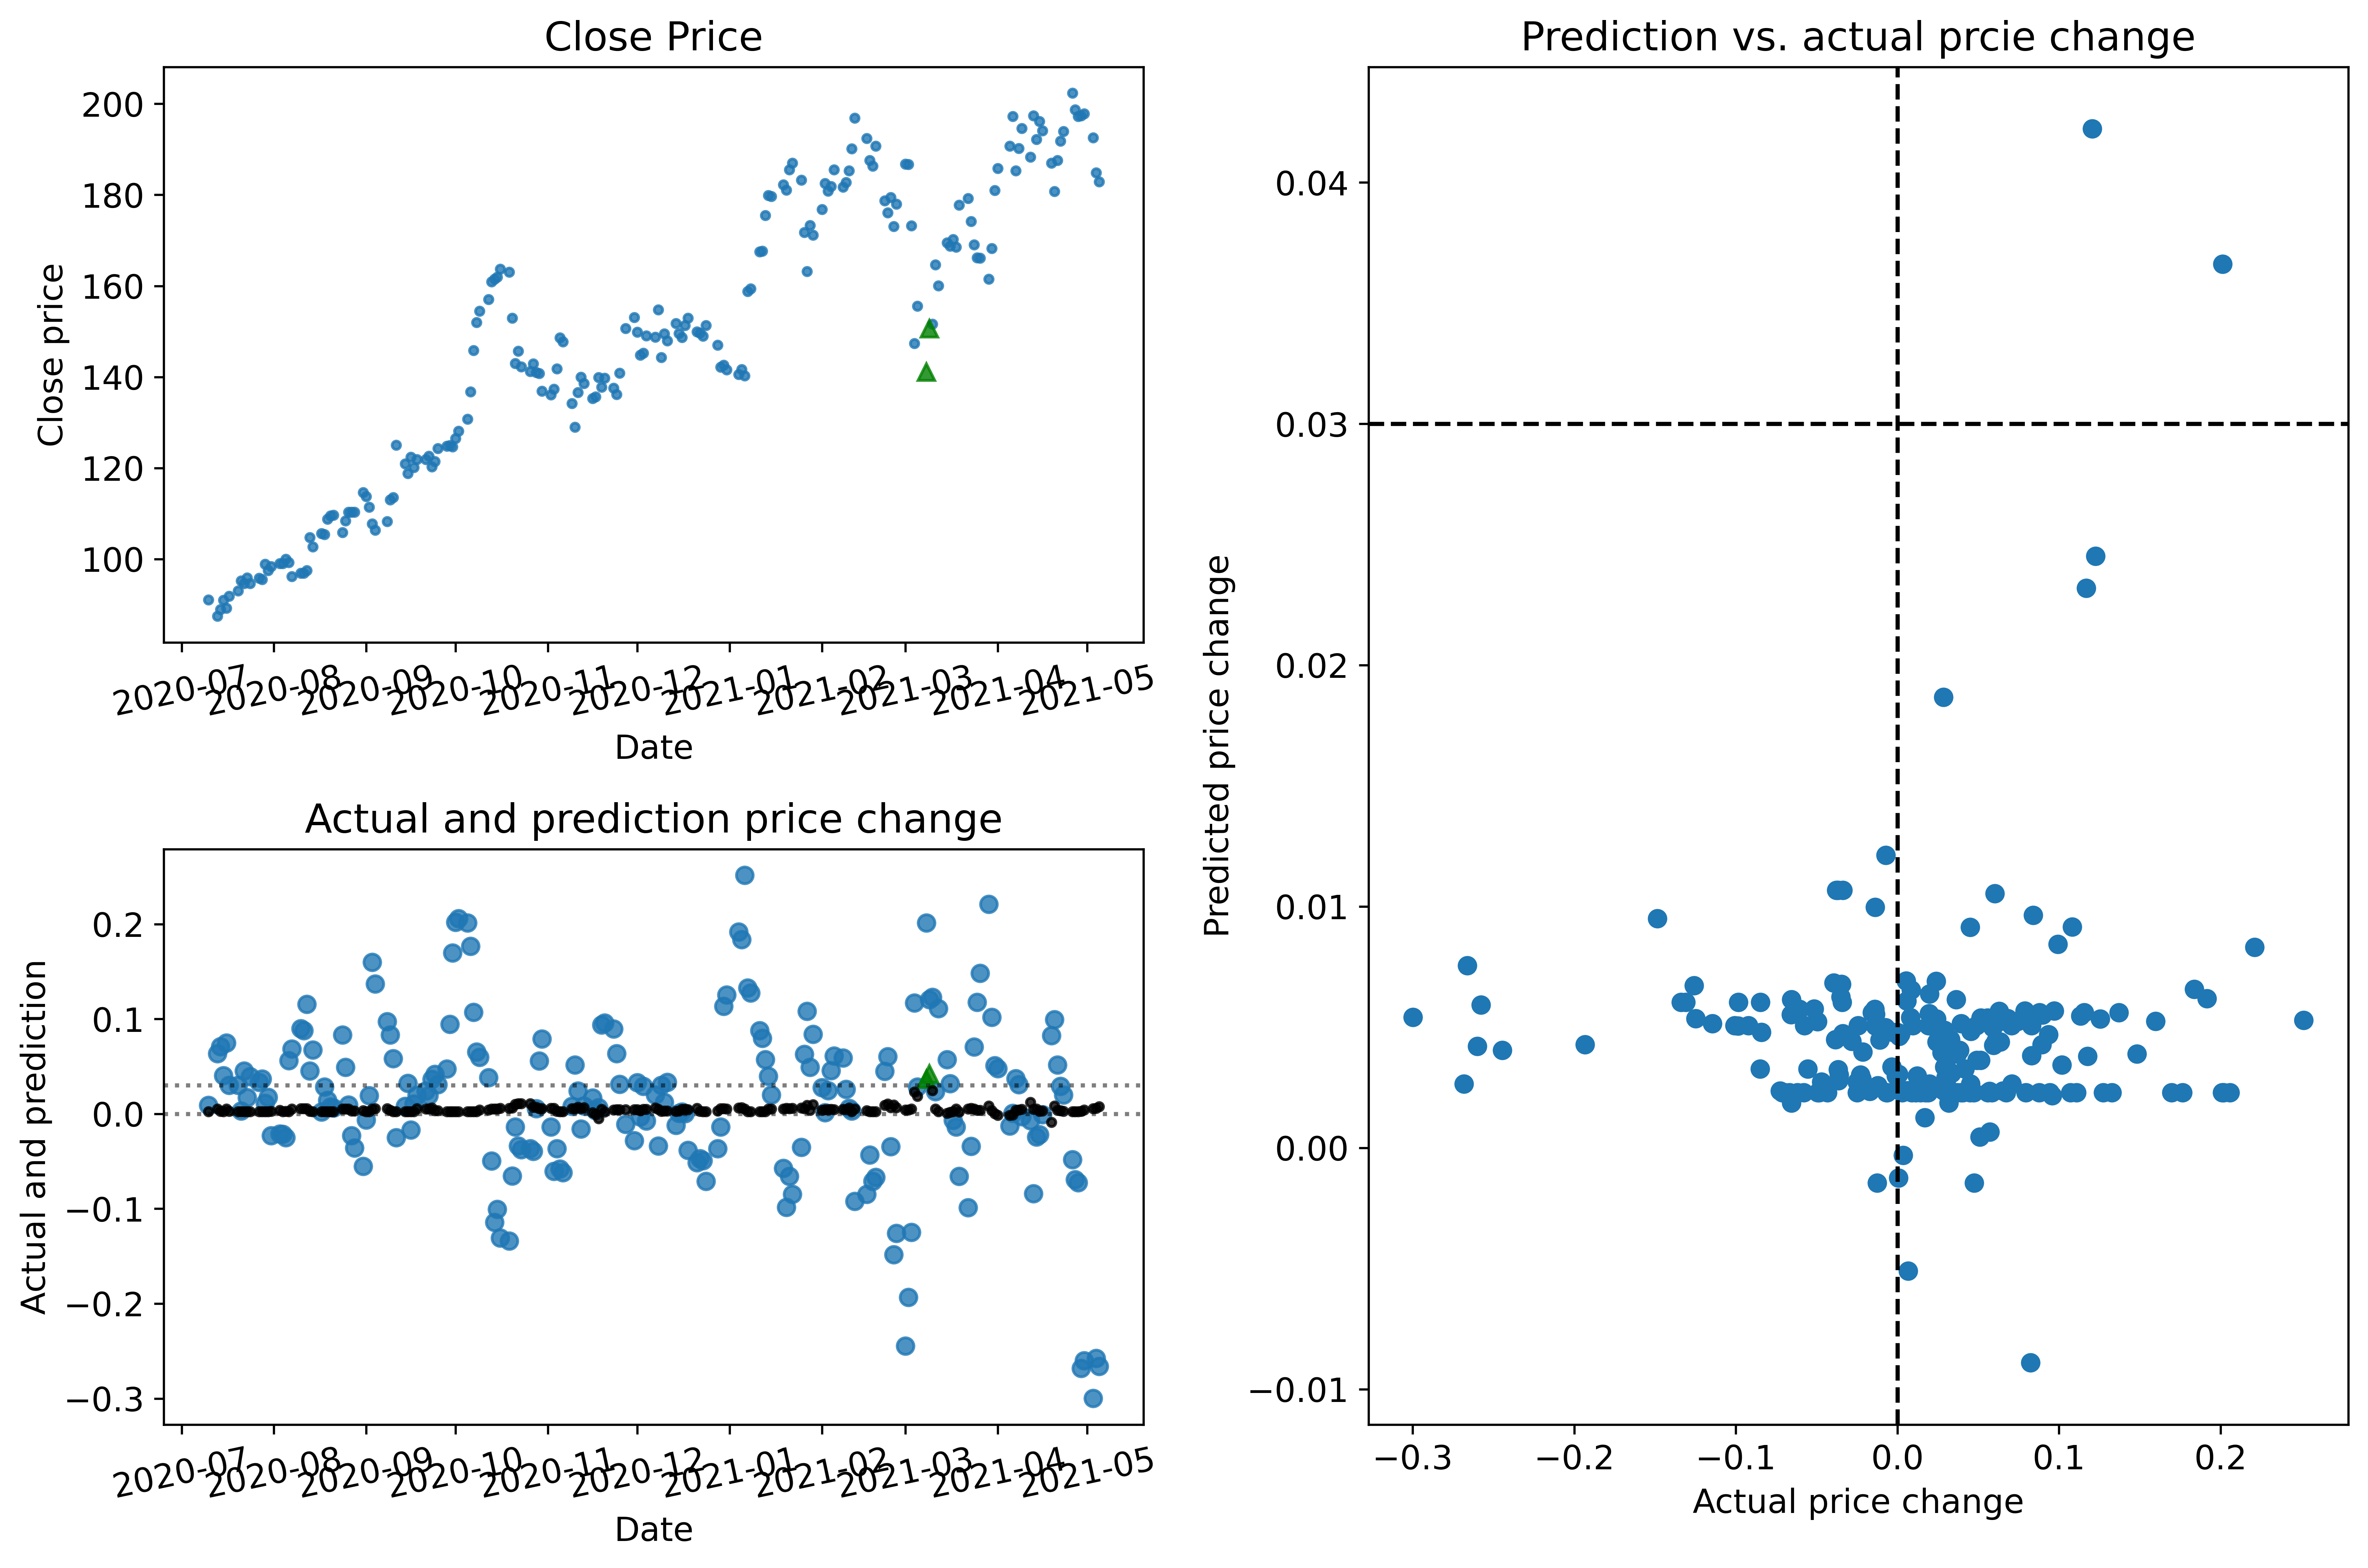 Close Price
Close price
200
180
160
140
120
100
2020-07 2020-08 2020-09 2020-10 2020-11 2020-12 2021-01 2021-02 2021-03 2021-04 2021-05
Date
Actual and prediction price change
Actual and prediction
0.2
0.1
0.0
−0.1
−0.2
−0.3
2020-07 2020-08 2020-09 2020-10 2020-11 2020-12 2021-01 2021-02 2021-03 2021-04 2021-05
Date
Prediction vs. actual prcie change
Predicted price change
0.04
0.03
0.02
0.01
0.00
−0.01
−0.3 −0.2 −0.1 0.0 0.1 0.2
Actual price change